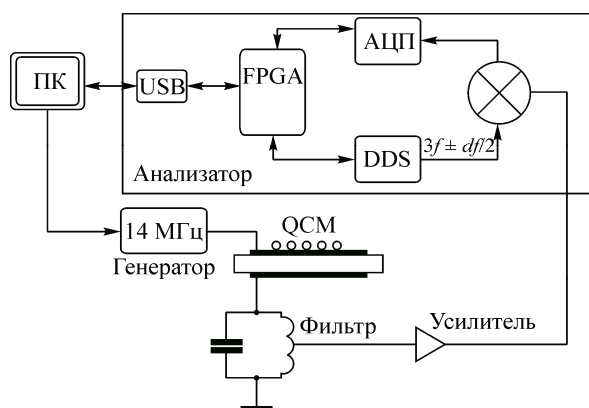 АЦП
ПК
USB
FPGA
DDS
3f ± df/2
Анализатор
14 МГц
QCM
Генератор
Фильтр
Усилитель